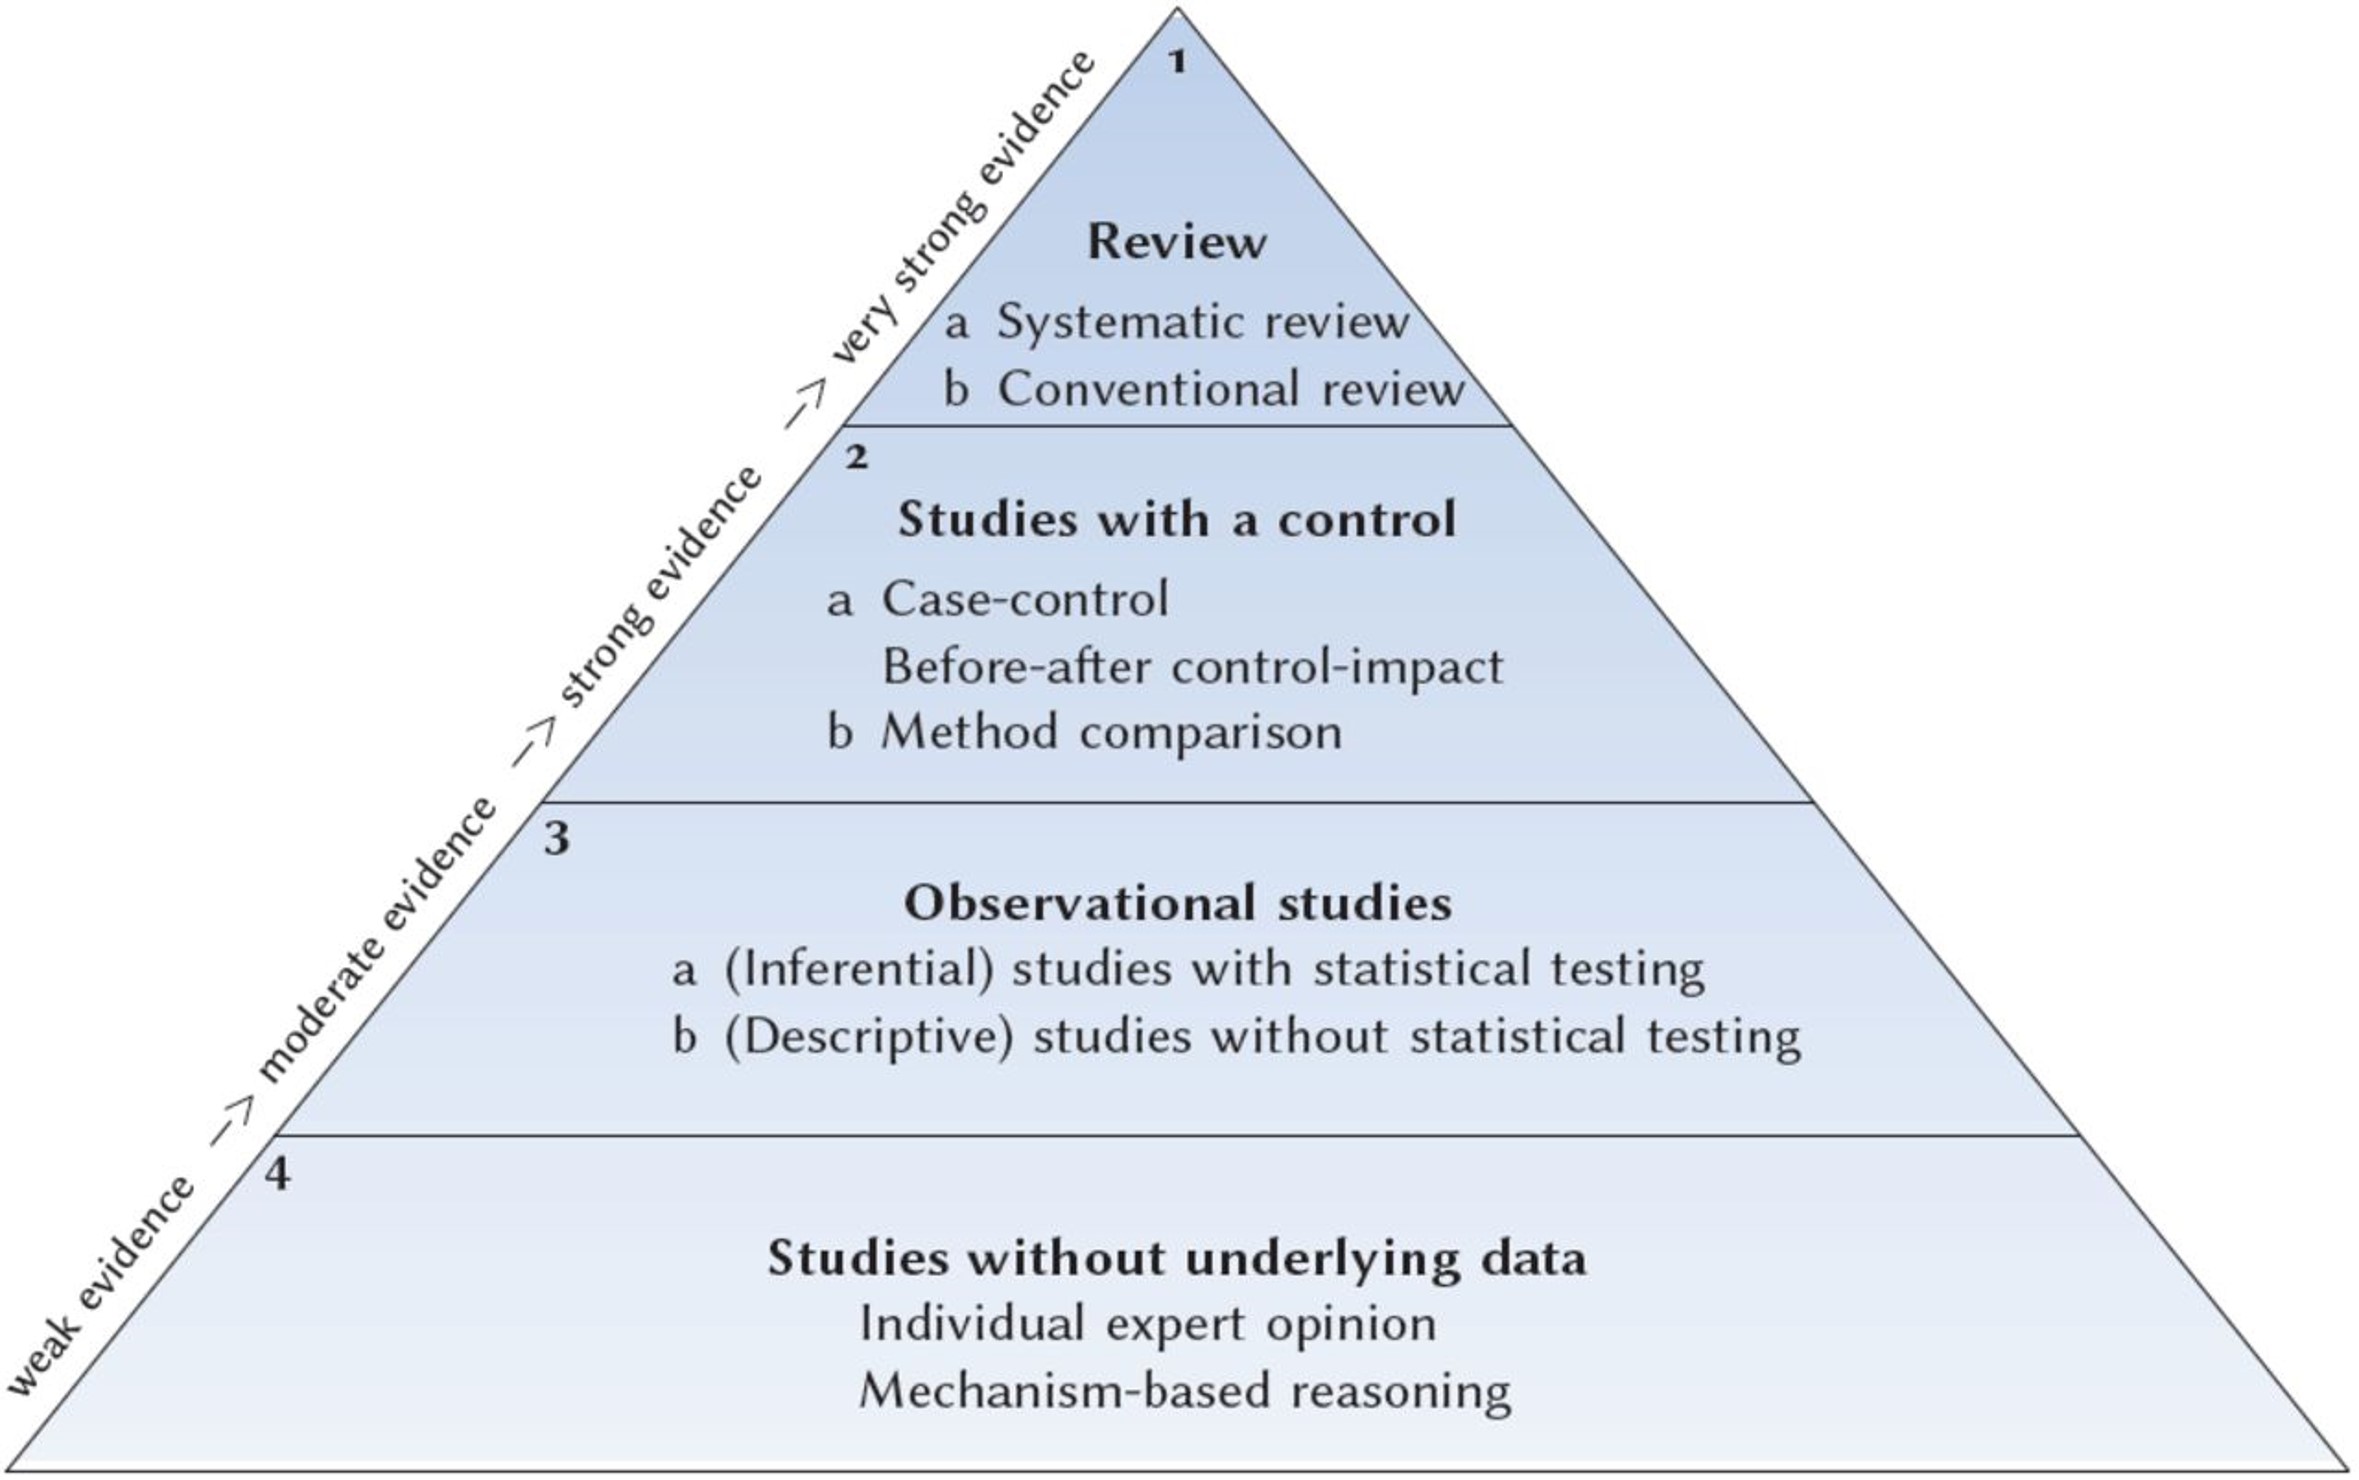 1
Review
a Systematic review
b Conventional review
2
Studies with a control
a Case-control
Before-after control-impact
b Method comparison
3
Observational studies
a (Inferential) studies with statistical testing
b (Descriptive) studies without statistical testing
4
Studies without underlying data
Individual expert opinion
Mechanism-based reasoning
weak evidence --> moderate evidence --> strong evidence --> very strong evidence